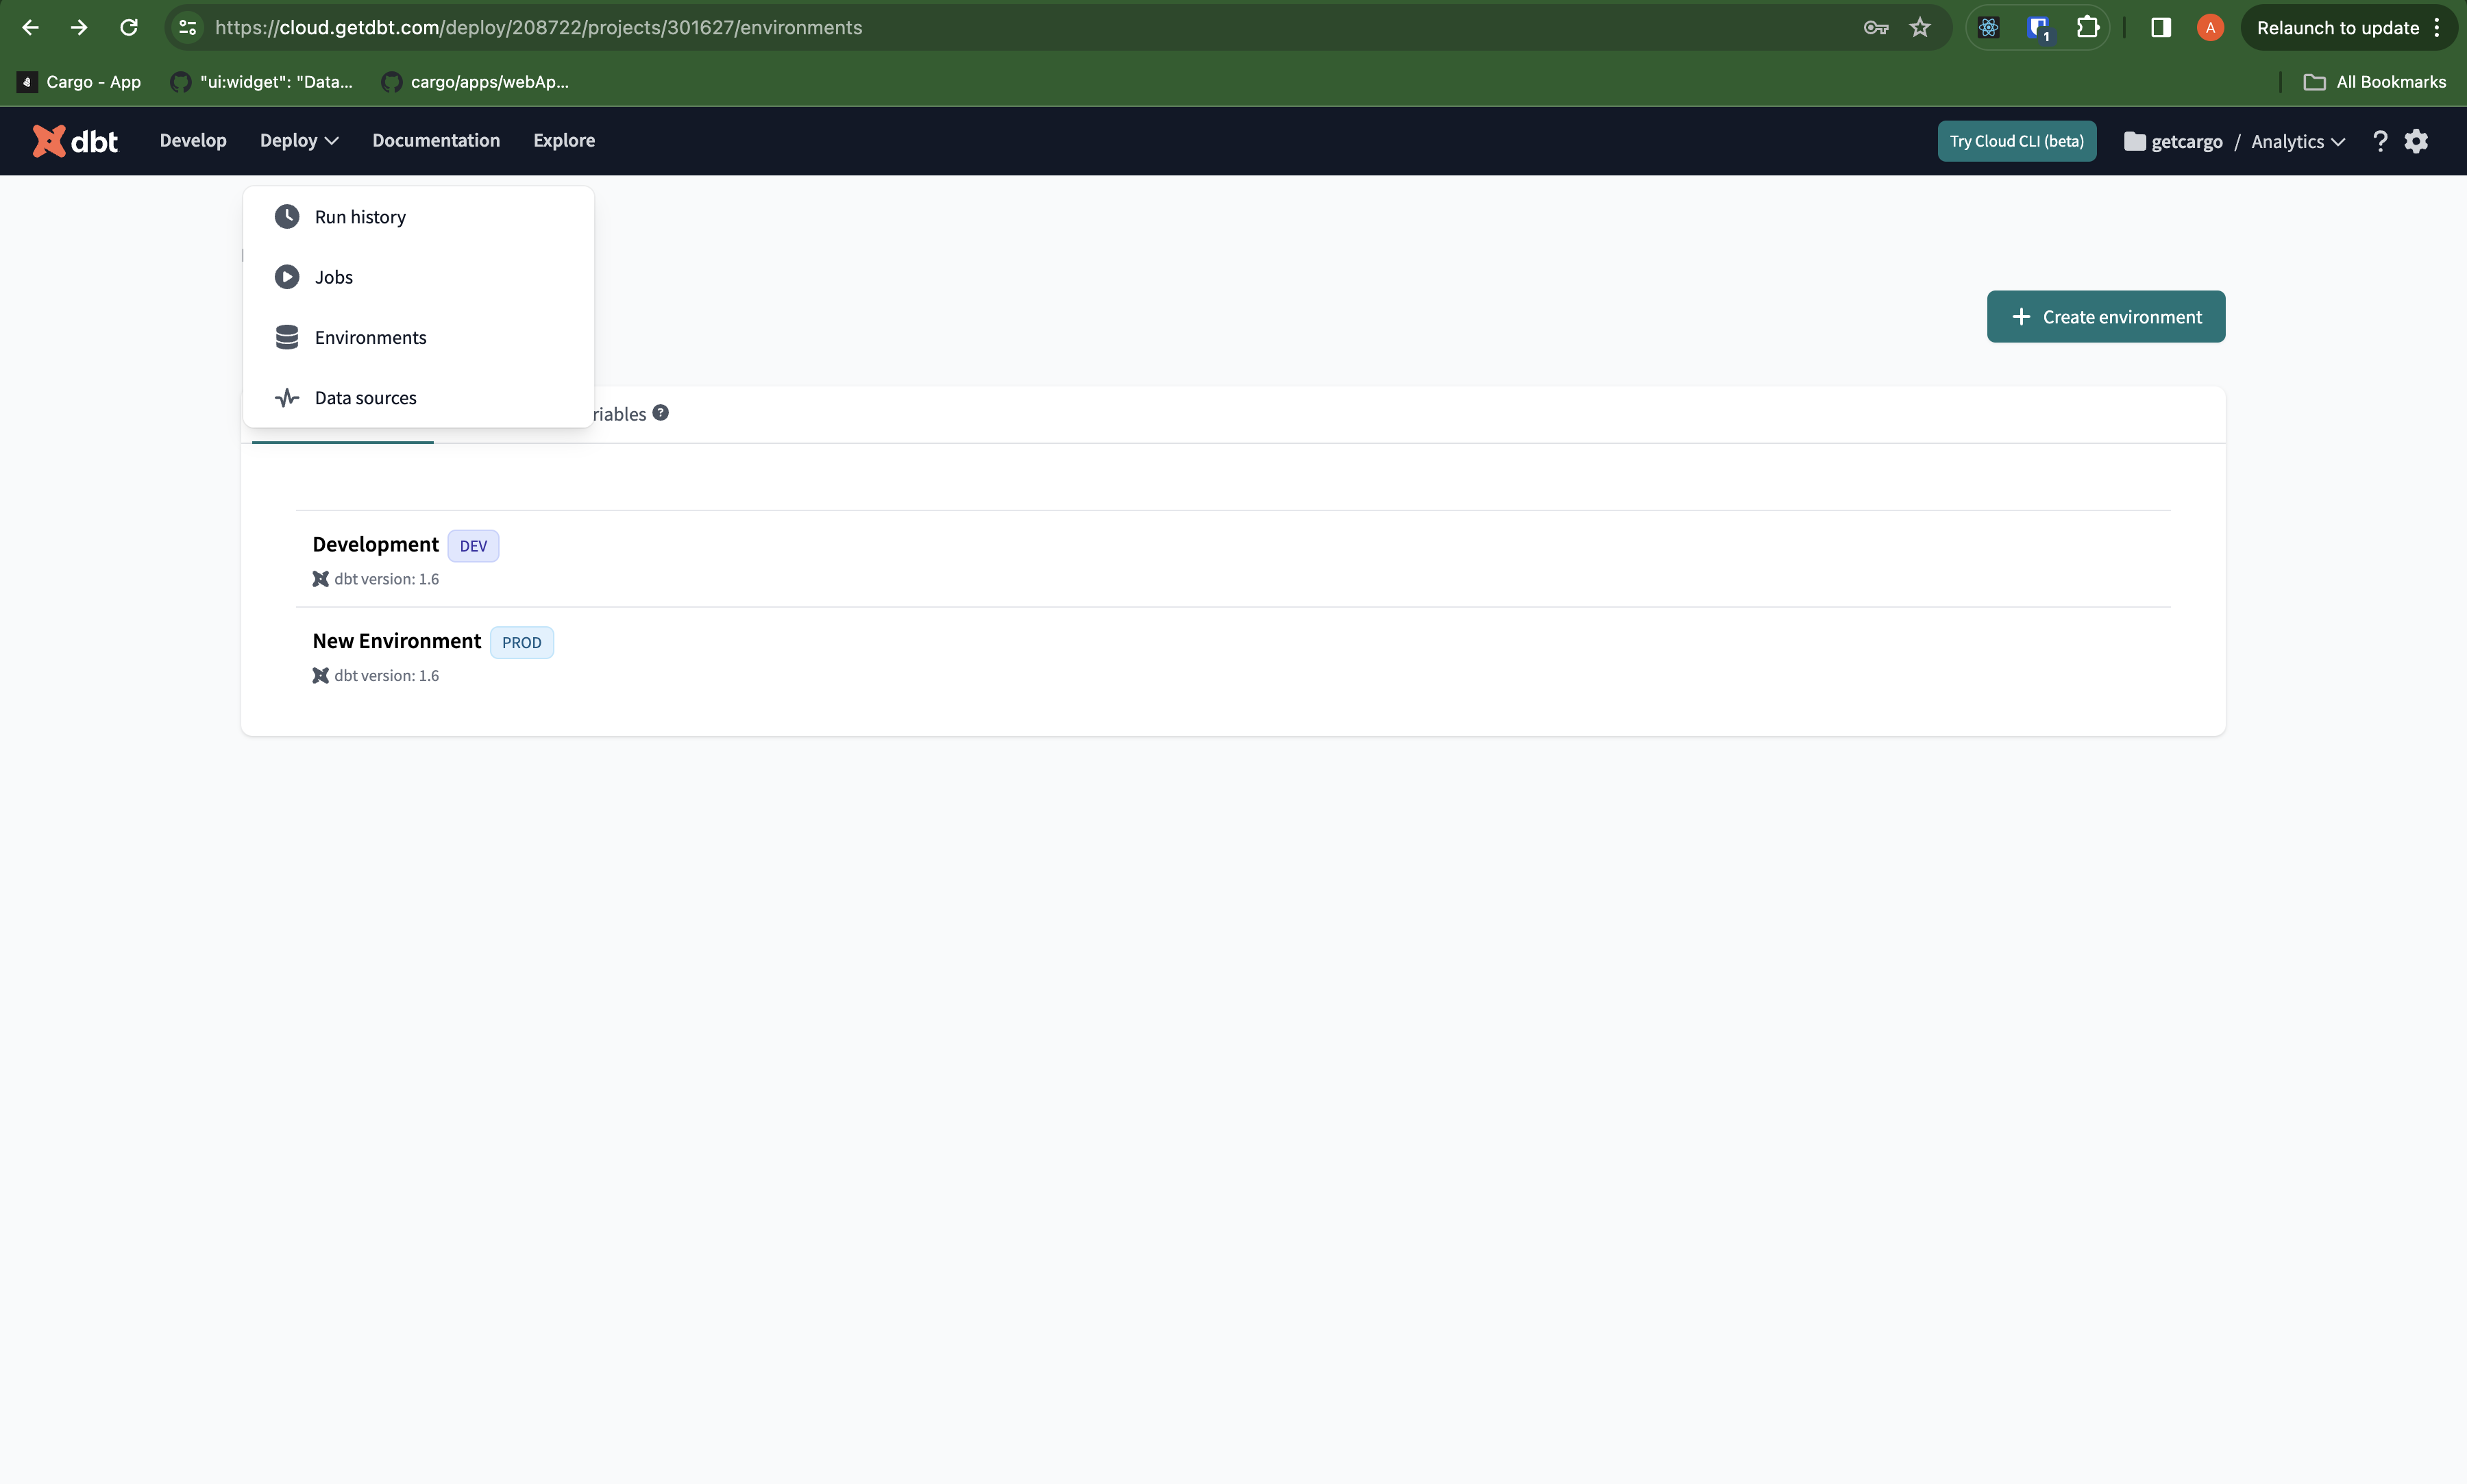 https://cloud.getdbt.com/deploy/208722/projects/301627/environments
1
A
Relaunch to update
Cargo - App
"ui:widget": "Data...
cargo/apps/webAp...
All Bookmarks
dbt
Develop
Deploy
Documentation
Explore
Try Cloud CLI (beta)
getcargo / Analytics
?
Run history
Jobs
Environments
Data sources
+ Create environment
riables ?
Development DEV
dbt version: 1.6
New Environment PROD
dbt version: 1.6